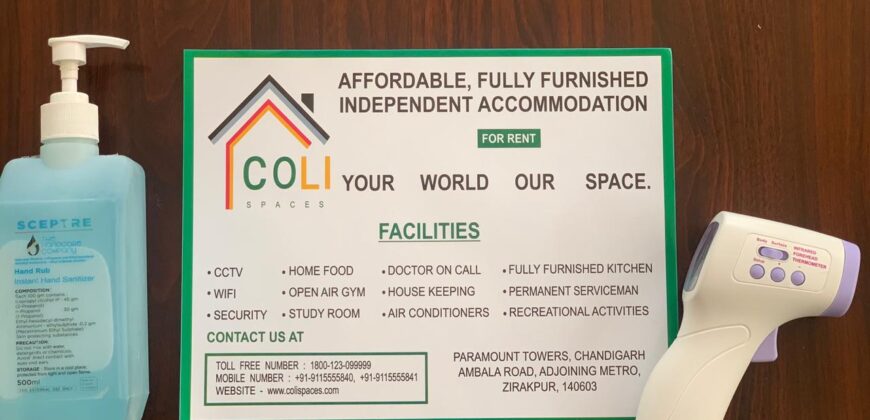 AFFORDABLE, FULLY FURNISHED
INDEPENDENT ACCOMMODATION
FOR RENT
COLI
SPACES
YOUR WORLD OUR SPACE.
FACILITIES
• CCTV
• WIFI
• SECURITY
• HOME FOOD
• OPEN AIR GYM
• STUDY ROOM
• DOCTOR ON CALL
• HOUSE KEEPING
• AIR CONDITIONERS
• FULLY FURNISHED KITCHEN
• PERMANENT SERVICEMAN
• RECREATIONAL ACTIVITIES
CONTACT US AT
TOLL FREE NUMBER : 1800-123-099999
MOBILE NUMBER : +91-9115555840, +91-9115555841
WEBSITE - www.colispaces.com
PARAMOUNT TOWERS, CHANDIGARH
AMBALA ROAD, ADJOINING METRO,
ZIRAKPUR, 140603
SCEPTRE
Hand Rub
Instant Hand Sanitizer
COMPOSITION :
PRECAUTION :
STORAGE :
500ml
Body Surface
INFRARED
FOREHEAD
THERMOMETER